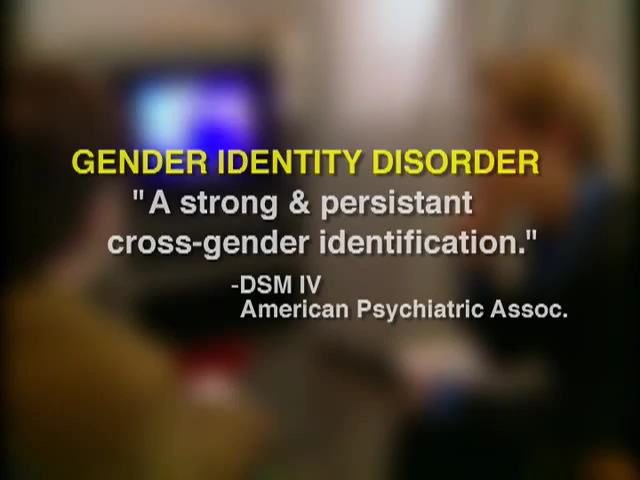 GENDER IDENTITY DISORDER
"A strong & persistant
cross-gender identification."
-DSM IV
American Psychiatric Assoc.